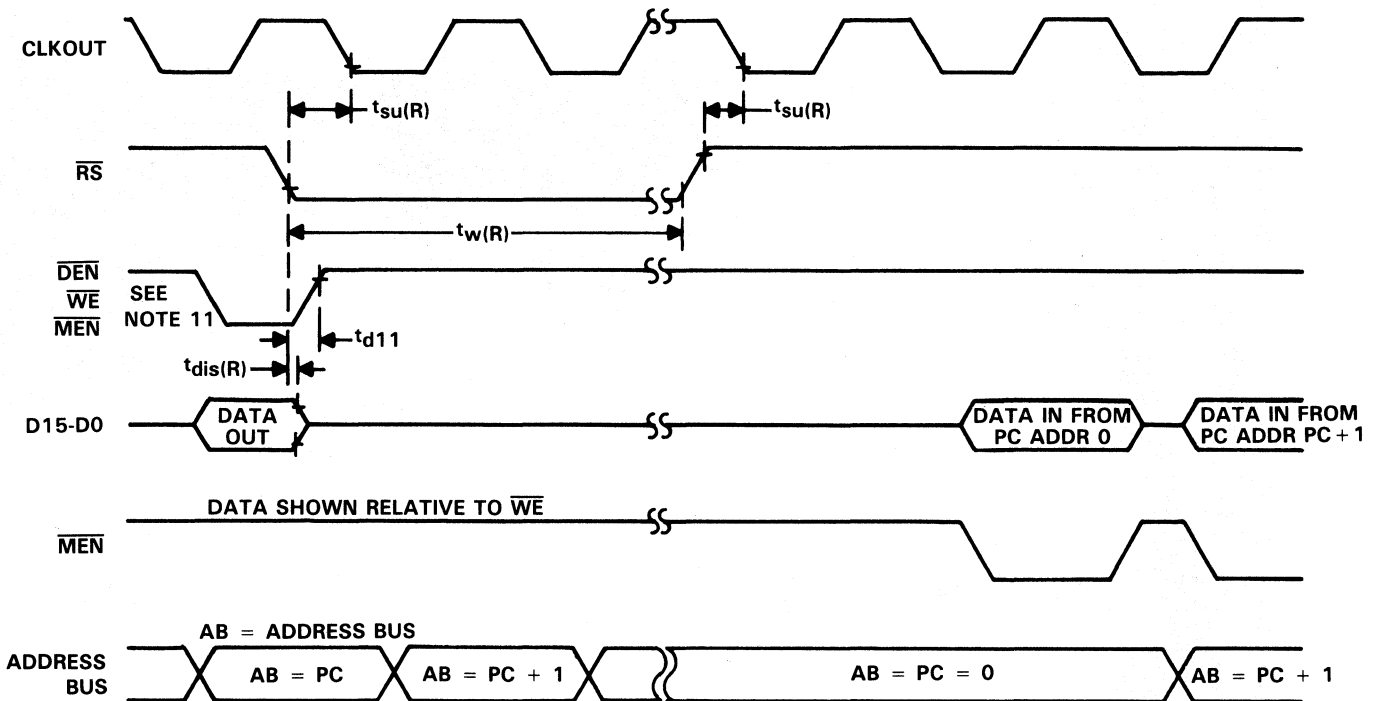 CLKOUT
tsu(R)
tsu(R)
RS
tw(R)
DEN
WE
MEN
SEE
NOTE 11
td11
tdis(R)
D15-D0
DATA
OUT
DATA IN FROM
PC ADDR 0
DATA IN FROM
PC ADDR PC + 1
DATA SHOWN RELATIVE TO WE
MEN
AB = ADDRESS BUS
ADDRESS
BUS
AB = PC
AB = PC + 1
AB = PC = 0
AB = PC + 1